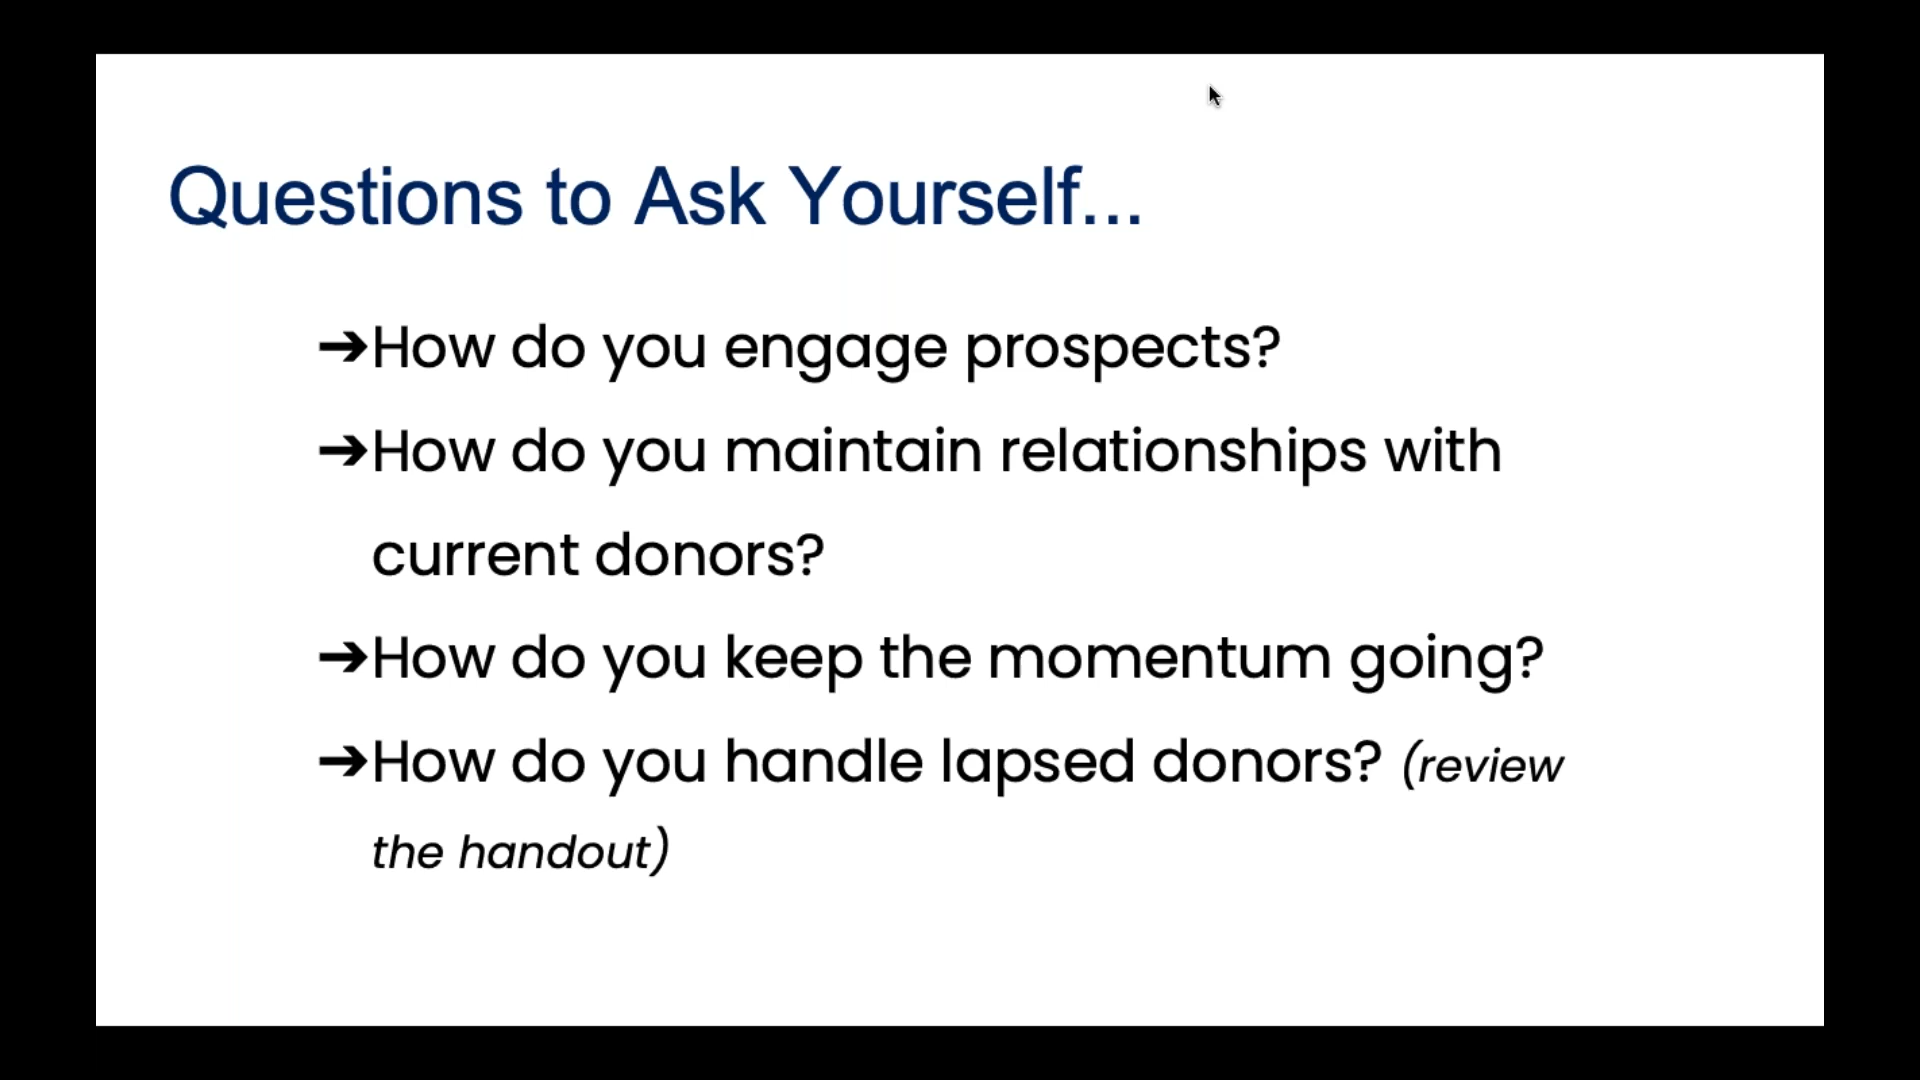 Questions to Ask Yourself...
➔How do you engage prospects?
➔How do you maintain relationships with
current donors?
➔How do you keep the momentum going?
➔How do you handle lapsed donors? (review
the handout)